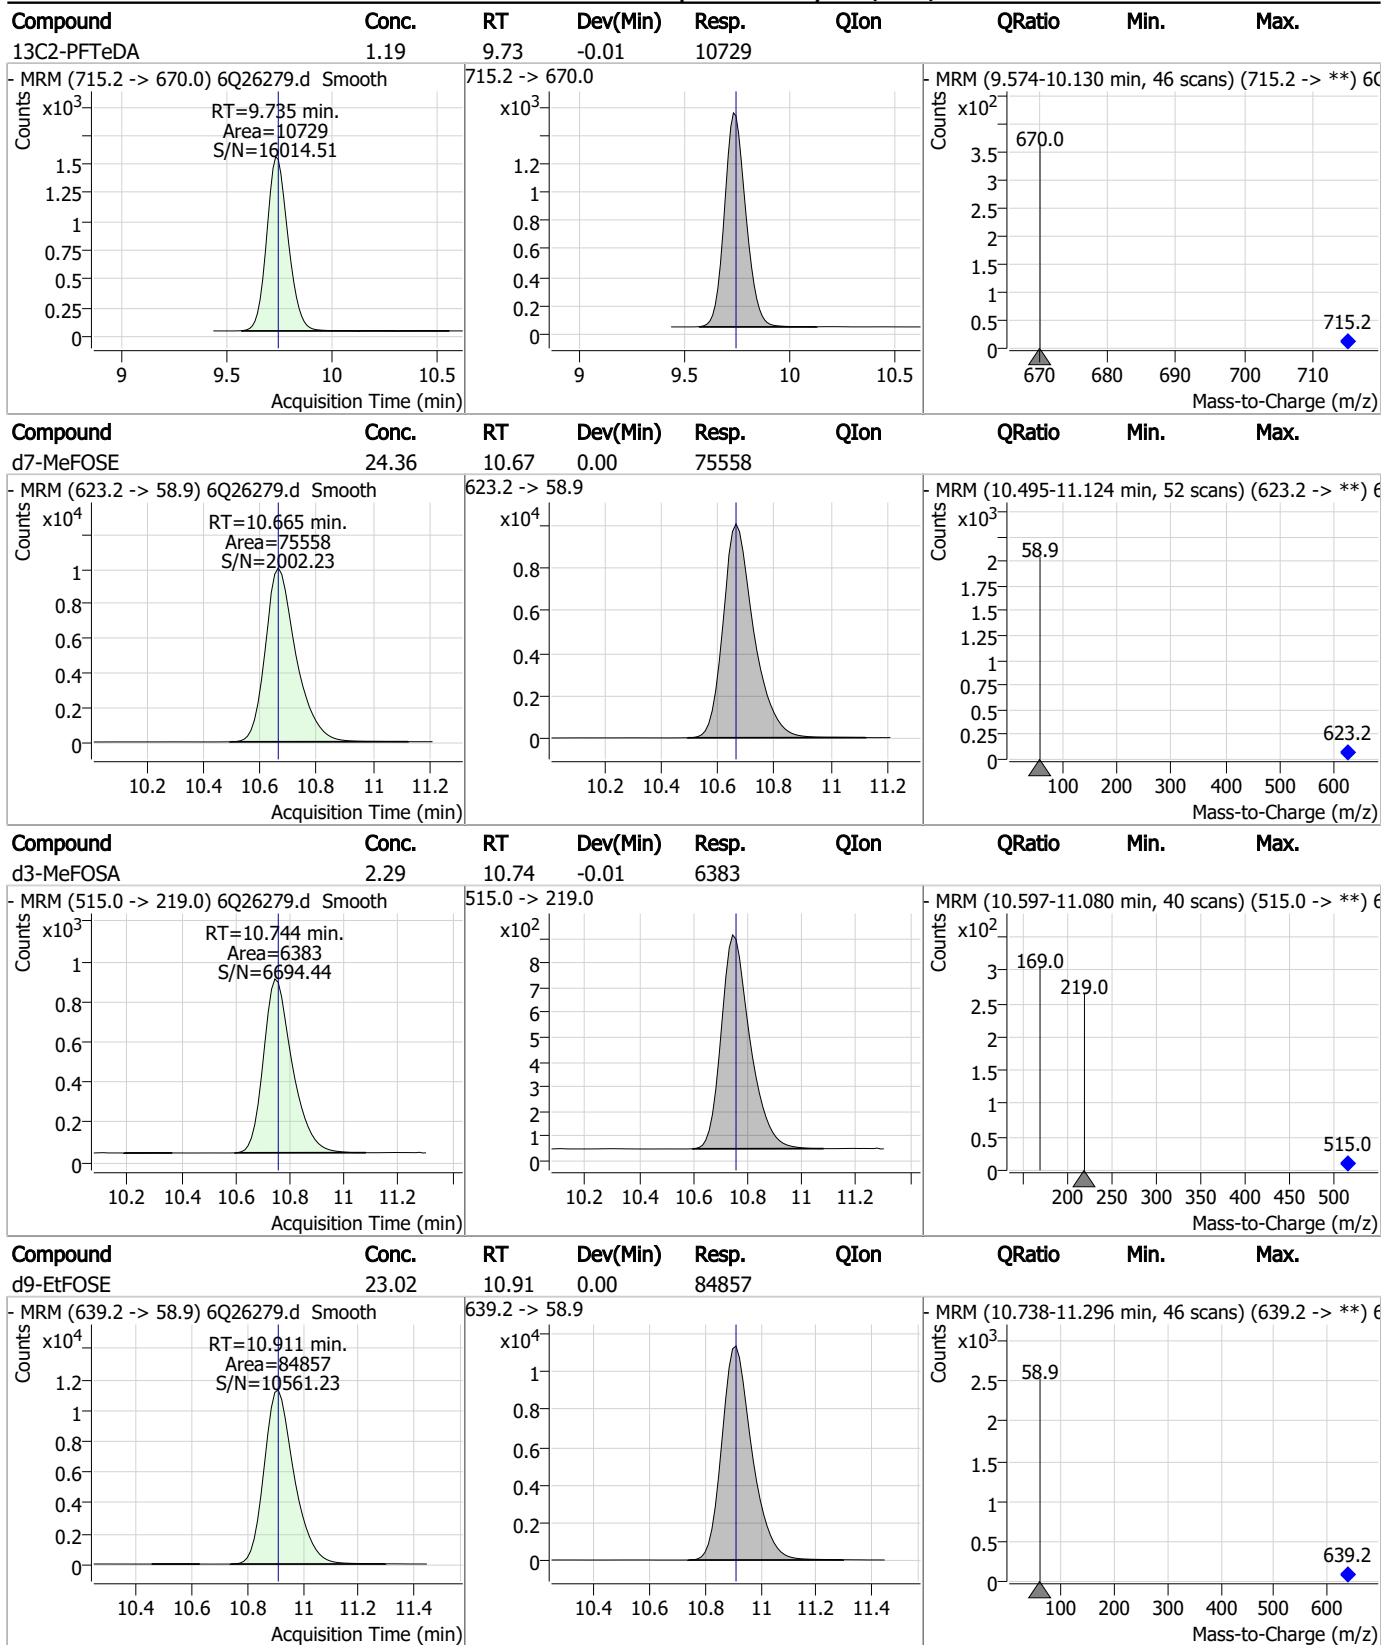 Compound Conc. RT Dev(Min) Resp. QIon QRatio Min. Max.
13C2-PFTeDA 1.19 9.73 -0.01 10729
- MRM (715.2 -> 670.0) 6Q26279.d Smooth
Counts
x10³
RT=9.735 min.
Area=10729
S/N=16014.51
1.5
1.25
1
0.75
0.5
0.25
0
9 9.5 10 10.5
Acquisition Time (min)
715.2 -> 670.0
x10³
1.2
1
0.8
0.6
0.4
0.2
0
9 9.5 10 10.5
- MRM (9.574-10.130 min, 46 scans) (715.2 -> **)
Counts
x10²
670.0
3.5
3
2.5
2
1.5
1
0.5
0
715.2
670 680 690 700 710
Mass-to-Charge (m/z)
Compound Conc. RT Dev(Min) Resp. QIon QRatio Min. Max.
d7-MeFOSE 24.36 10.67 0.00 75558
- MRM (623.2 -> 58.9) 6Q26279.d Smooth
Counts
x10⁴
RT=10.665 min.
Area=75558
S/N=2002.23
1
0.8
0.6
0.4
0.2
0
10.2 10.4 10.6 10.8 11 11.2
Acquisition Time (min)
623.2 -> 58.9
x10⁴
0.8
0.6
0.4
0.2
0
10.2 10.4 10.6 10.8 11 11.2
- MRM (10.495-11.124 min, 52 scans) (623.2 -> **)
Counts
x10³
58.9
2
1.75
1.5
1.25
1
0.75
0.5
0.25
0
623.2
100 200 300 400 500 600
Mass-to-Charge (m/z)
Compound Conc. RT Dev(Min) Resp. QIon QRatio Min. Max.
d3-MeFOSA 2.29 10.74 -0.01 6383
- MRM (515.0 -> 219.0) 6Q26279.d Smooth
Counts
x10³
RT=10.744 min.
Area=6383
S/N=6694.44
1
0.8
0.6
0.4
0.2
0
10.2 10.4 10.6 10.8 11 11.2
Acquisition Time (min)
515.0 -> 219.0
x10²
8
7
6
5
4
3
2
1
0
10.2 10.4 10.6 10.8 11 11.2
- MRM (10.597-11.080 min, 40 scans) (515.0 -> **)
Counts
x10²
169.0
219.0
3
2.5
2
1.5
1
0.5
0
515.0
200 250 300 350 400 450 500
Mass-to-Charge (m/z)
Compound Conc. RT Dev(Min) Resp. QIon QRatio Min. Max.
d9-EtFOSE 23.02 10.91 0.00 84857
- MRM (639.2 -> 58.9) 6Q26279.d Smooth
Counts
x10⁴
RT=10.911 min.
Area=84857
S/N=10561.23
1.2
1
0.8
0.6
0.4
0.2
0
10.4 10.6 10.8 11 11.2 11.4
Acquisition Time (min)
639.2 -> 58.9
x10⁴
1
0.8
0.6
0.4
0.2
0
10.4 10.6 10.8 11 11.2 11.4
- MRM (10.738-11.296 min, 46 scans) (639.2 -> **)
Counts
x10³
58.9
2.5
2
1.5
1
0.5
0
639.2
100 200 300 400 500 600
Mass-to-Charge (m/z)